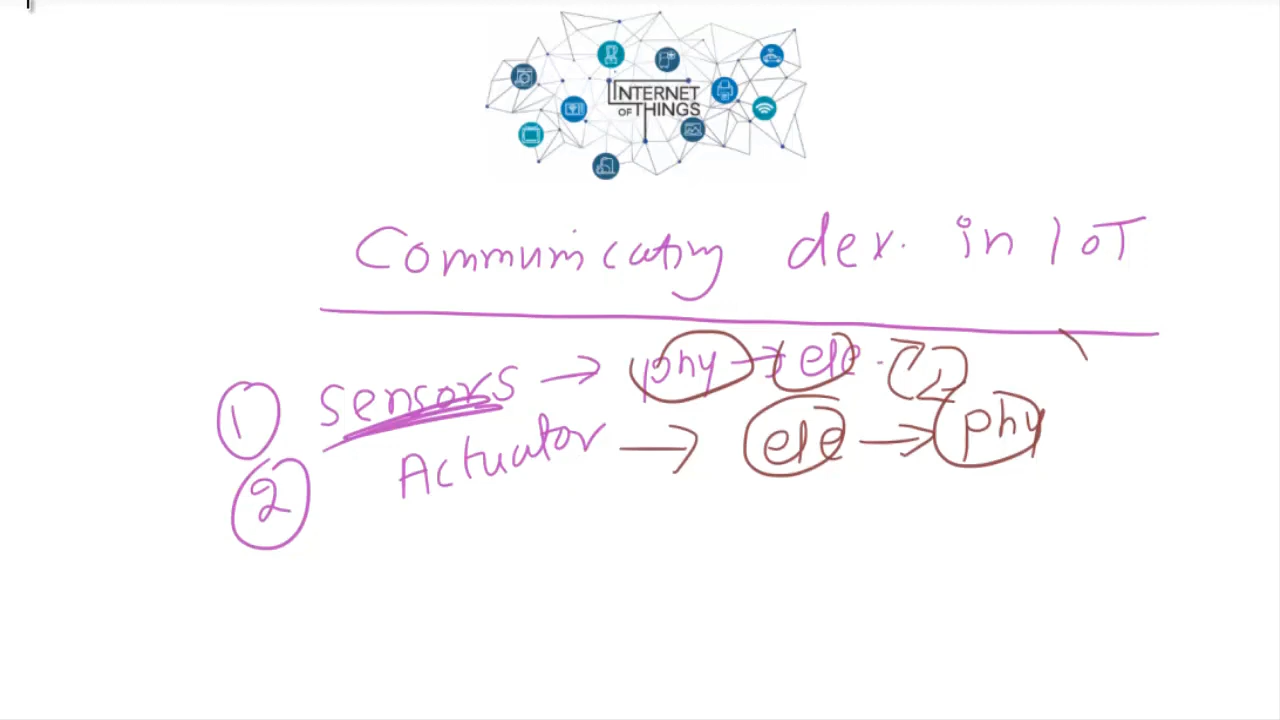 INTERNET
OF THINGS
Communicating dev. in IoT
1 Sensors → phy → ele.
2 Actuator → ele → phy